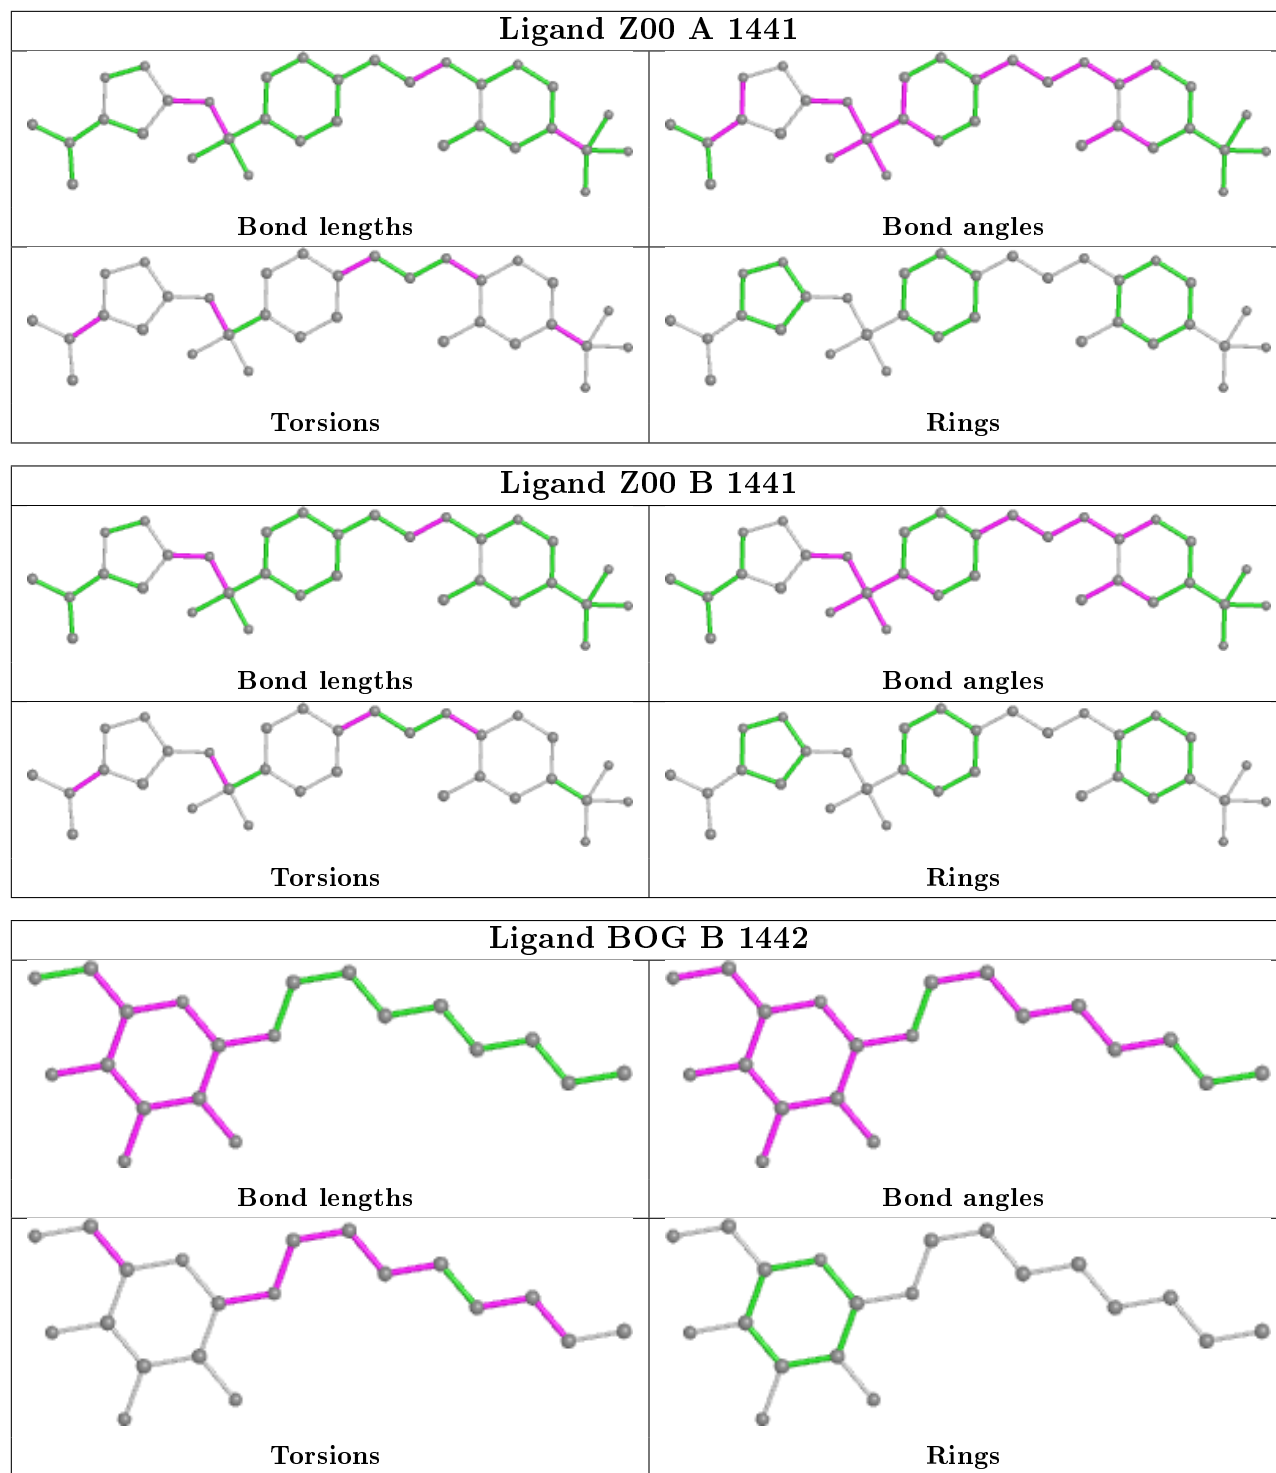 Ligand Z00 A 1441
Bond lengths
Bond angles
Torsions
Rings
Ligand Z00 B 1441
Bond lengths
Bond angles
Torsions
Rings
Ligand BOG B 1442
Bond lengths
Bond angles
Torsions
Rings